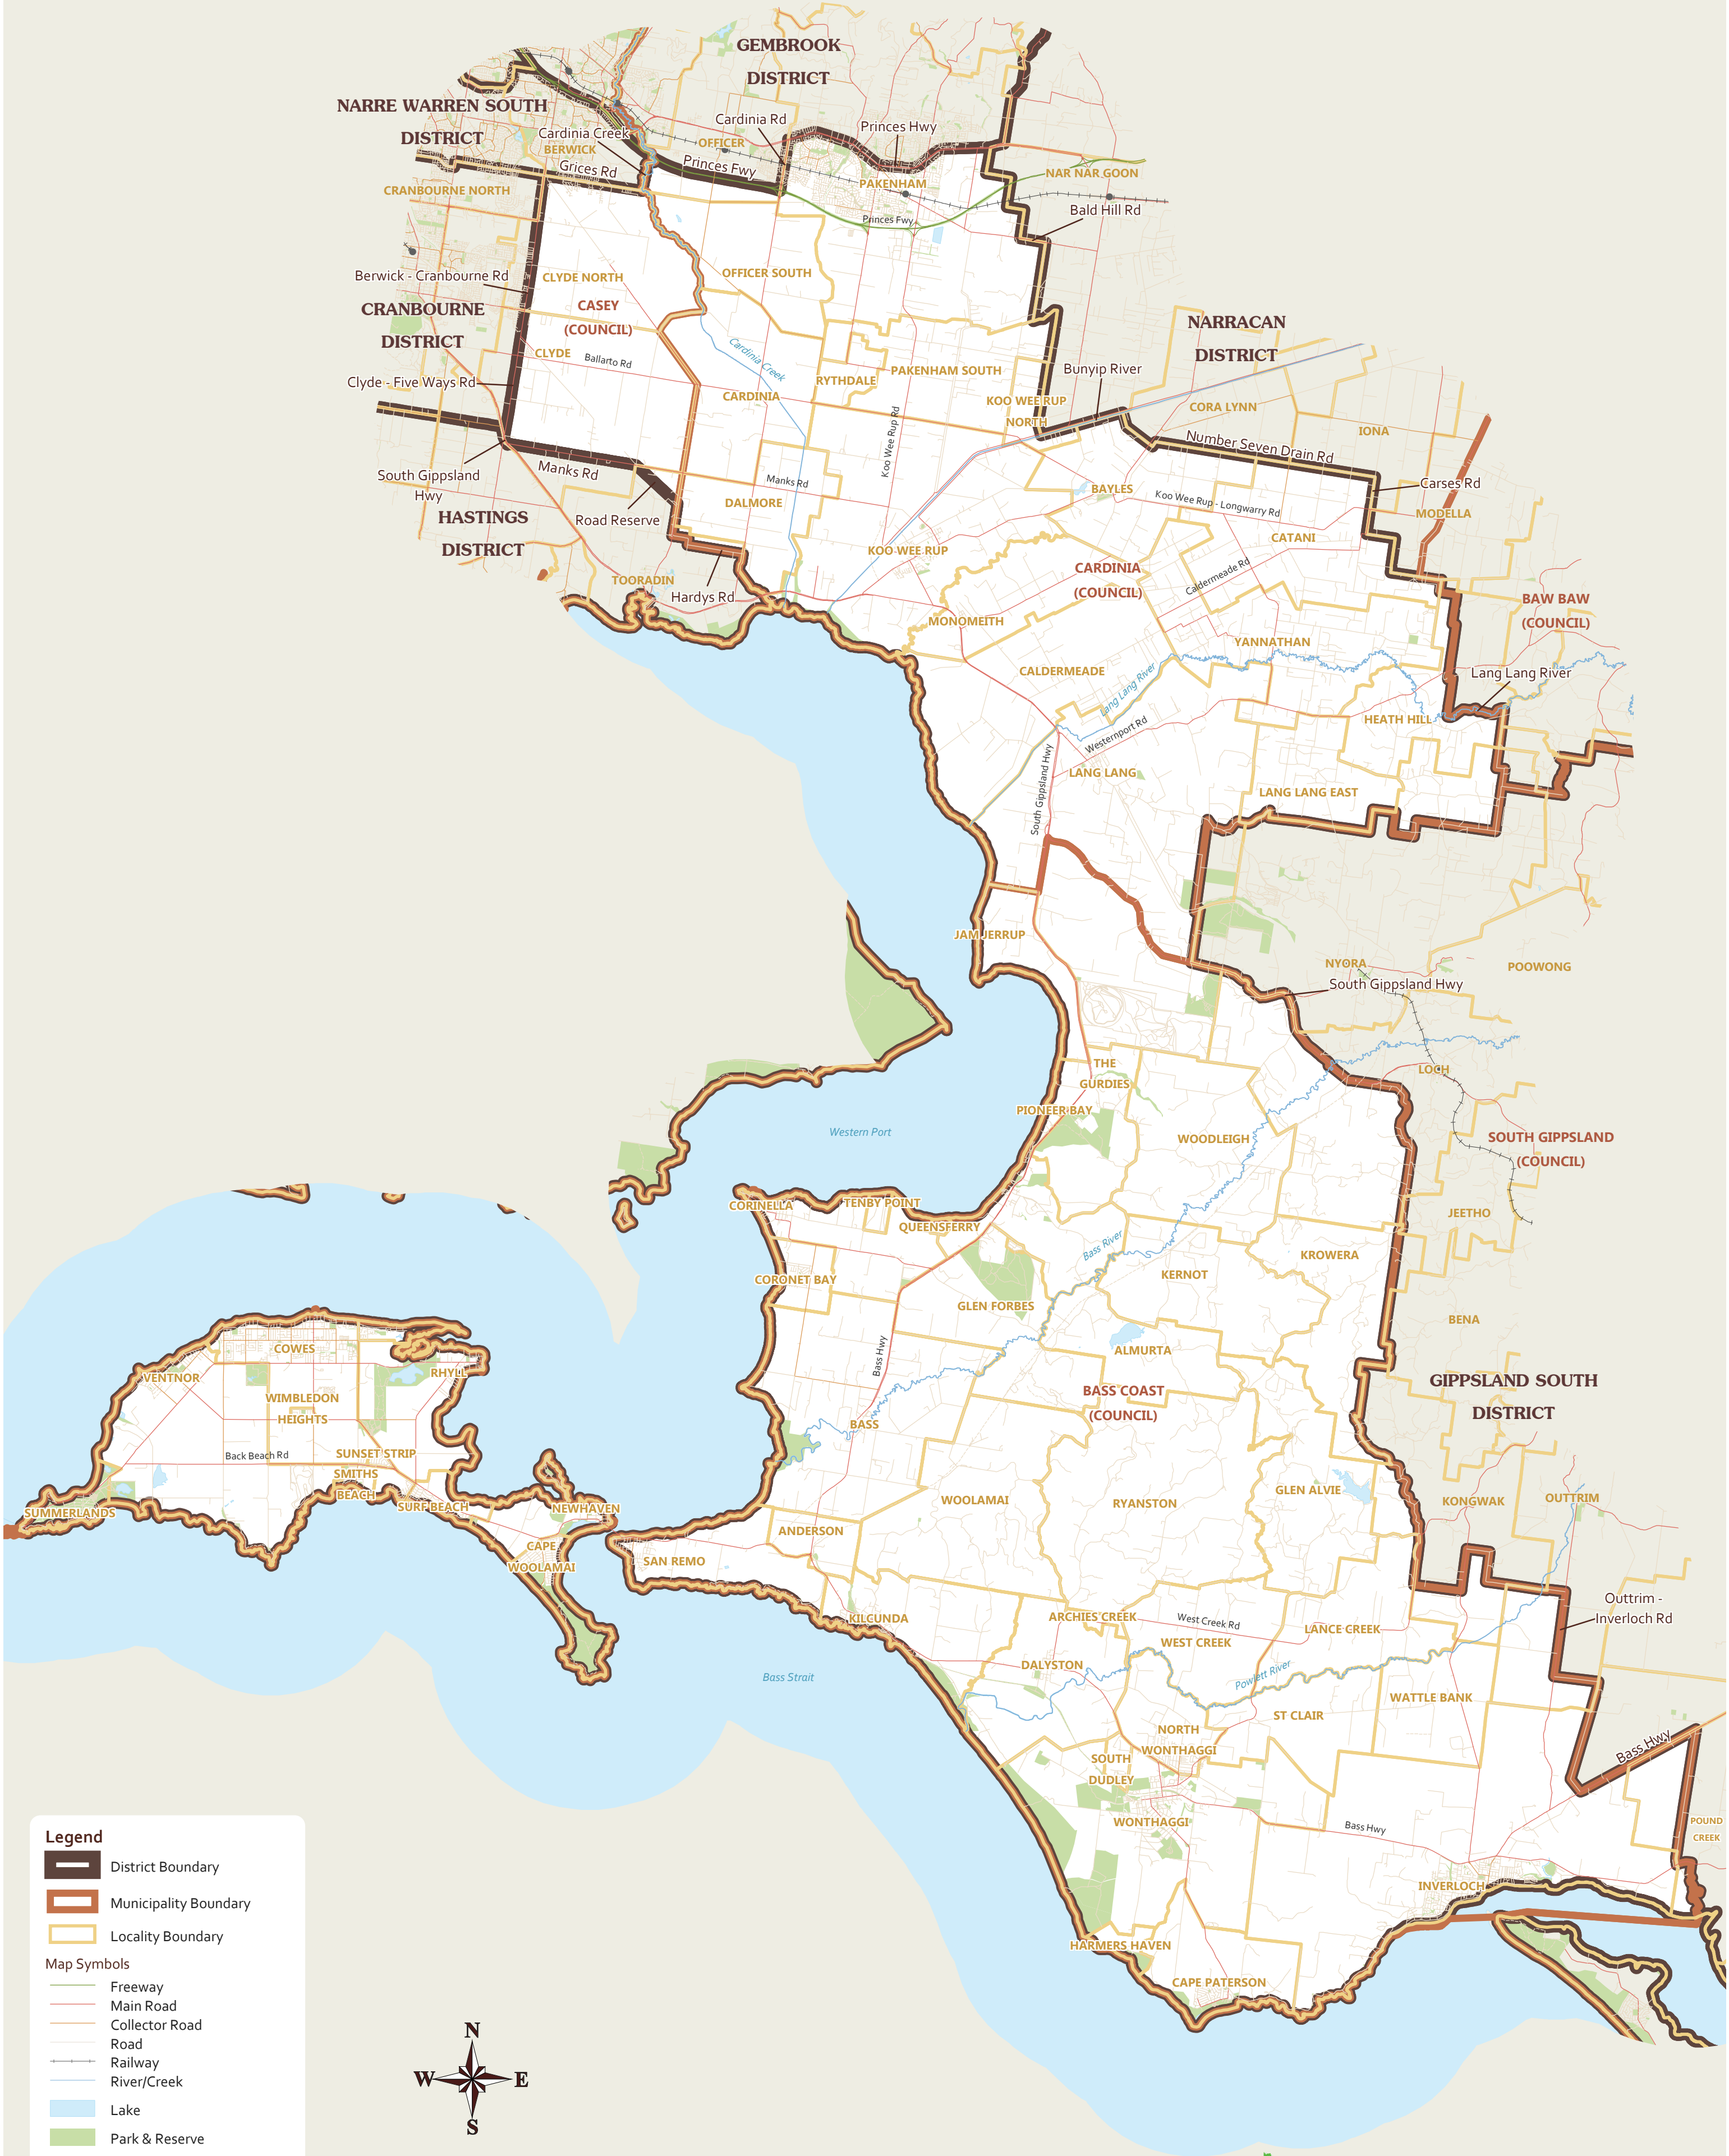 GEMBROOK
DISTRICT
NARRE WARREN SOUTH
DISTRICT
Cardinia Rd
Princes Hwy
Cardinia Creek
OFFICER
BERWICK
Grices Rd
Princes Fwy
PAKENHAM
NAR NAR GOON
CRANBOURNE NORTH
Princes Fwy
Bald Hill Rd
Berwick - Cranbourne Rd
CLYDE NORTH
OFFICER SOUTH
CRANBOURNE
DISTRICT
CASEY
(COUNCIL)
NARRACAN
DISTRICT
CLYDE
Ballarto Rd
Cardinia Creek
Clyde - Five Ways Rd
RYTHDALE
PAKENHAM SOUTH
Bunyip River
CARDINIA
KOO WEE RUP
NORTH
CORA LYNN
IONA
Koo Wee Rup Rd
Number Seven Drain Rd
South Gippsland
Hwy
Manks Rd
Manks Rd
Carses Rd
BAYLES
Koo Wee Rup - Longwarry Rd
DALMORE
MODELLA
HASTINGS
DISTRICT
Road Reserve
CATANI
KOO WEE RUP
CARDINIA
(COUNCIL)
Caldermeade Rd
TOORADIN
Hardys Rd
BAW BAW
(COUNCIL)
MONOMEITH
YANNATHAN
CALDERMEADE
Lang Lang River
Lang Lang River
HEATH HILL
Westernport Rd
South Gippsland Hwy
LANG LANG
LANG LANG EAST
JAM JERRUP
NYORA
POOWONG
South Gippsland Hwy
THE
GURDIES
LOCH
PIONEER BAY
Western Port
WOODLEIGH
SOUTH GIPPSLAND
(COUNCIL)
CORINELLA
TENBY POINT
QUEENSFERRY
JEETHO
Bass River
KROWERA
CORONET BAY
KERNOT
GLEN FORBES
BENA
COWES
Bass Hwy
ALMURTA
VENTNOR
RHYLL
BASS COAST
(COUNCIL)
GIPPSLAND SOUTH
DISTRICT
WIMBLEDON
HEIGHTS
BASS
Back Beach Rd
SUNSET STRIP
SMITHS
BEACH
GLEN ALVIE
WOOLAMAI
RYANSTON
KONGWAK
OUTTRIM
SUMMERLANDS
SURF BEACH
NEWHAVEN
ANDERSON
CAPE
WOOLAMAI
SAN REMO
Outtrim -
Inverloch Rd
KILCUNDA
ARCHIES CREEK
West Creek Rd
LANCE CREEK
WEST CREEK
DALYSTON
Bass Strait
Powlett River
WATTLE BANK
ST CLAIR
NORTH
WONTHAGGI
Bass Hwy
SOUTH
DUDLEY
WONTHAGGI
Bass Hwy
POUND
CREEK
INVERLOCH
HARMERS HAVEN
CAPE PATERSON
Legend
District Boundary
Municipality Boundary
Locality Boundary
Map Symbols
Freeway
Main Road
Collector Road
Road
Railway
River/Creek
Lake
Park & Reserve
N
W
E
S